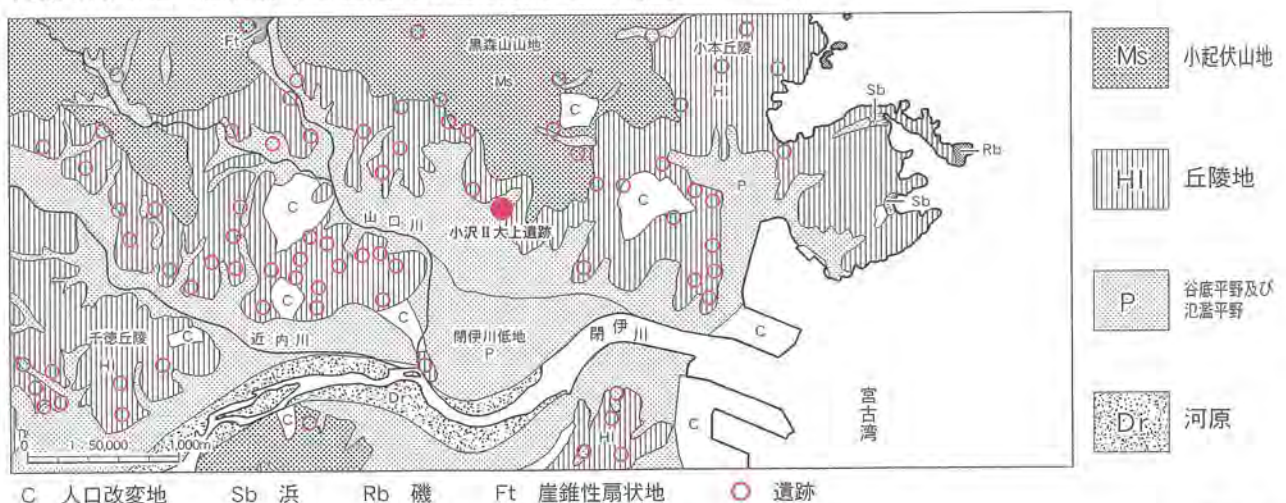 Ft
黒森山山地
Ms
小本丘陵
HI
C
Sb
Rb
Sb
C
C
P
山口川
小沢Ⅱ大上遺跡
C
C
千徳丘陵
HI
C
近内川
閉伊川低地
P
閉伊川
C
Dr
C
HI
C
宮古湾
0 1:50,000 1,000m
Ms 小起伏山地
HI 丘陵地
P 谷底平野及び
氾濫平野
Dr 河原
C 人口改変地 Sb 浜 Rb 磯 Ft 崖錐性扇状地 遺跡